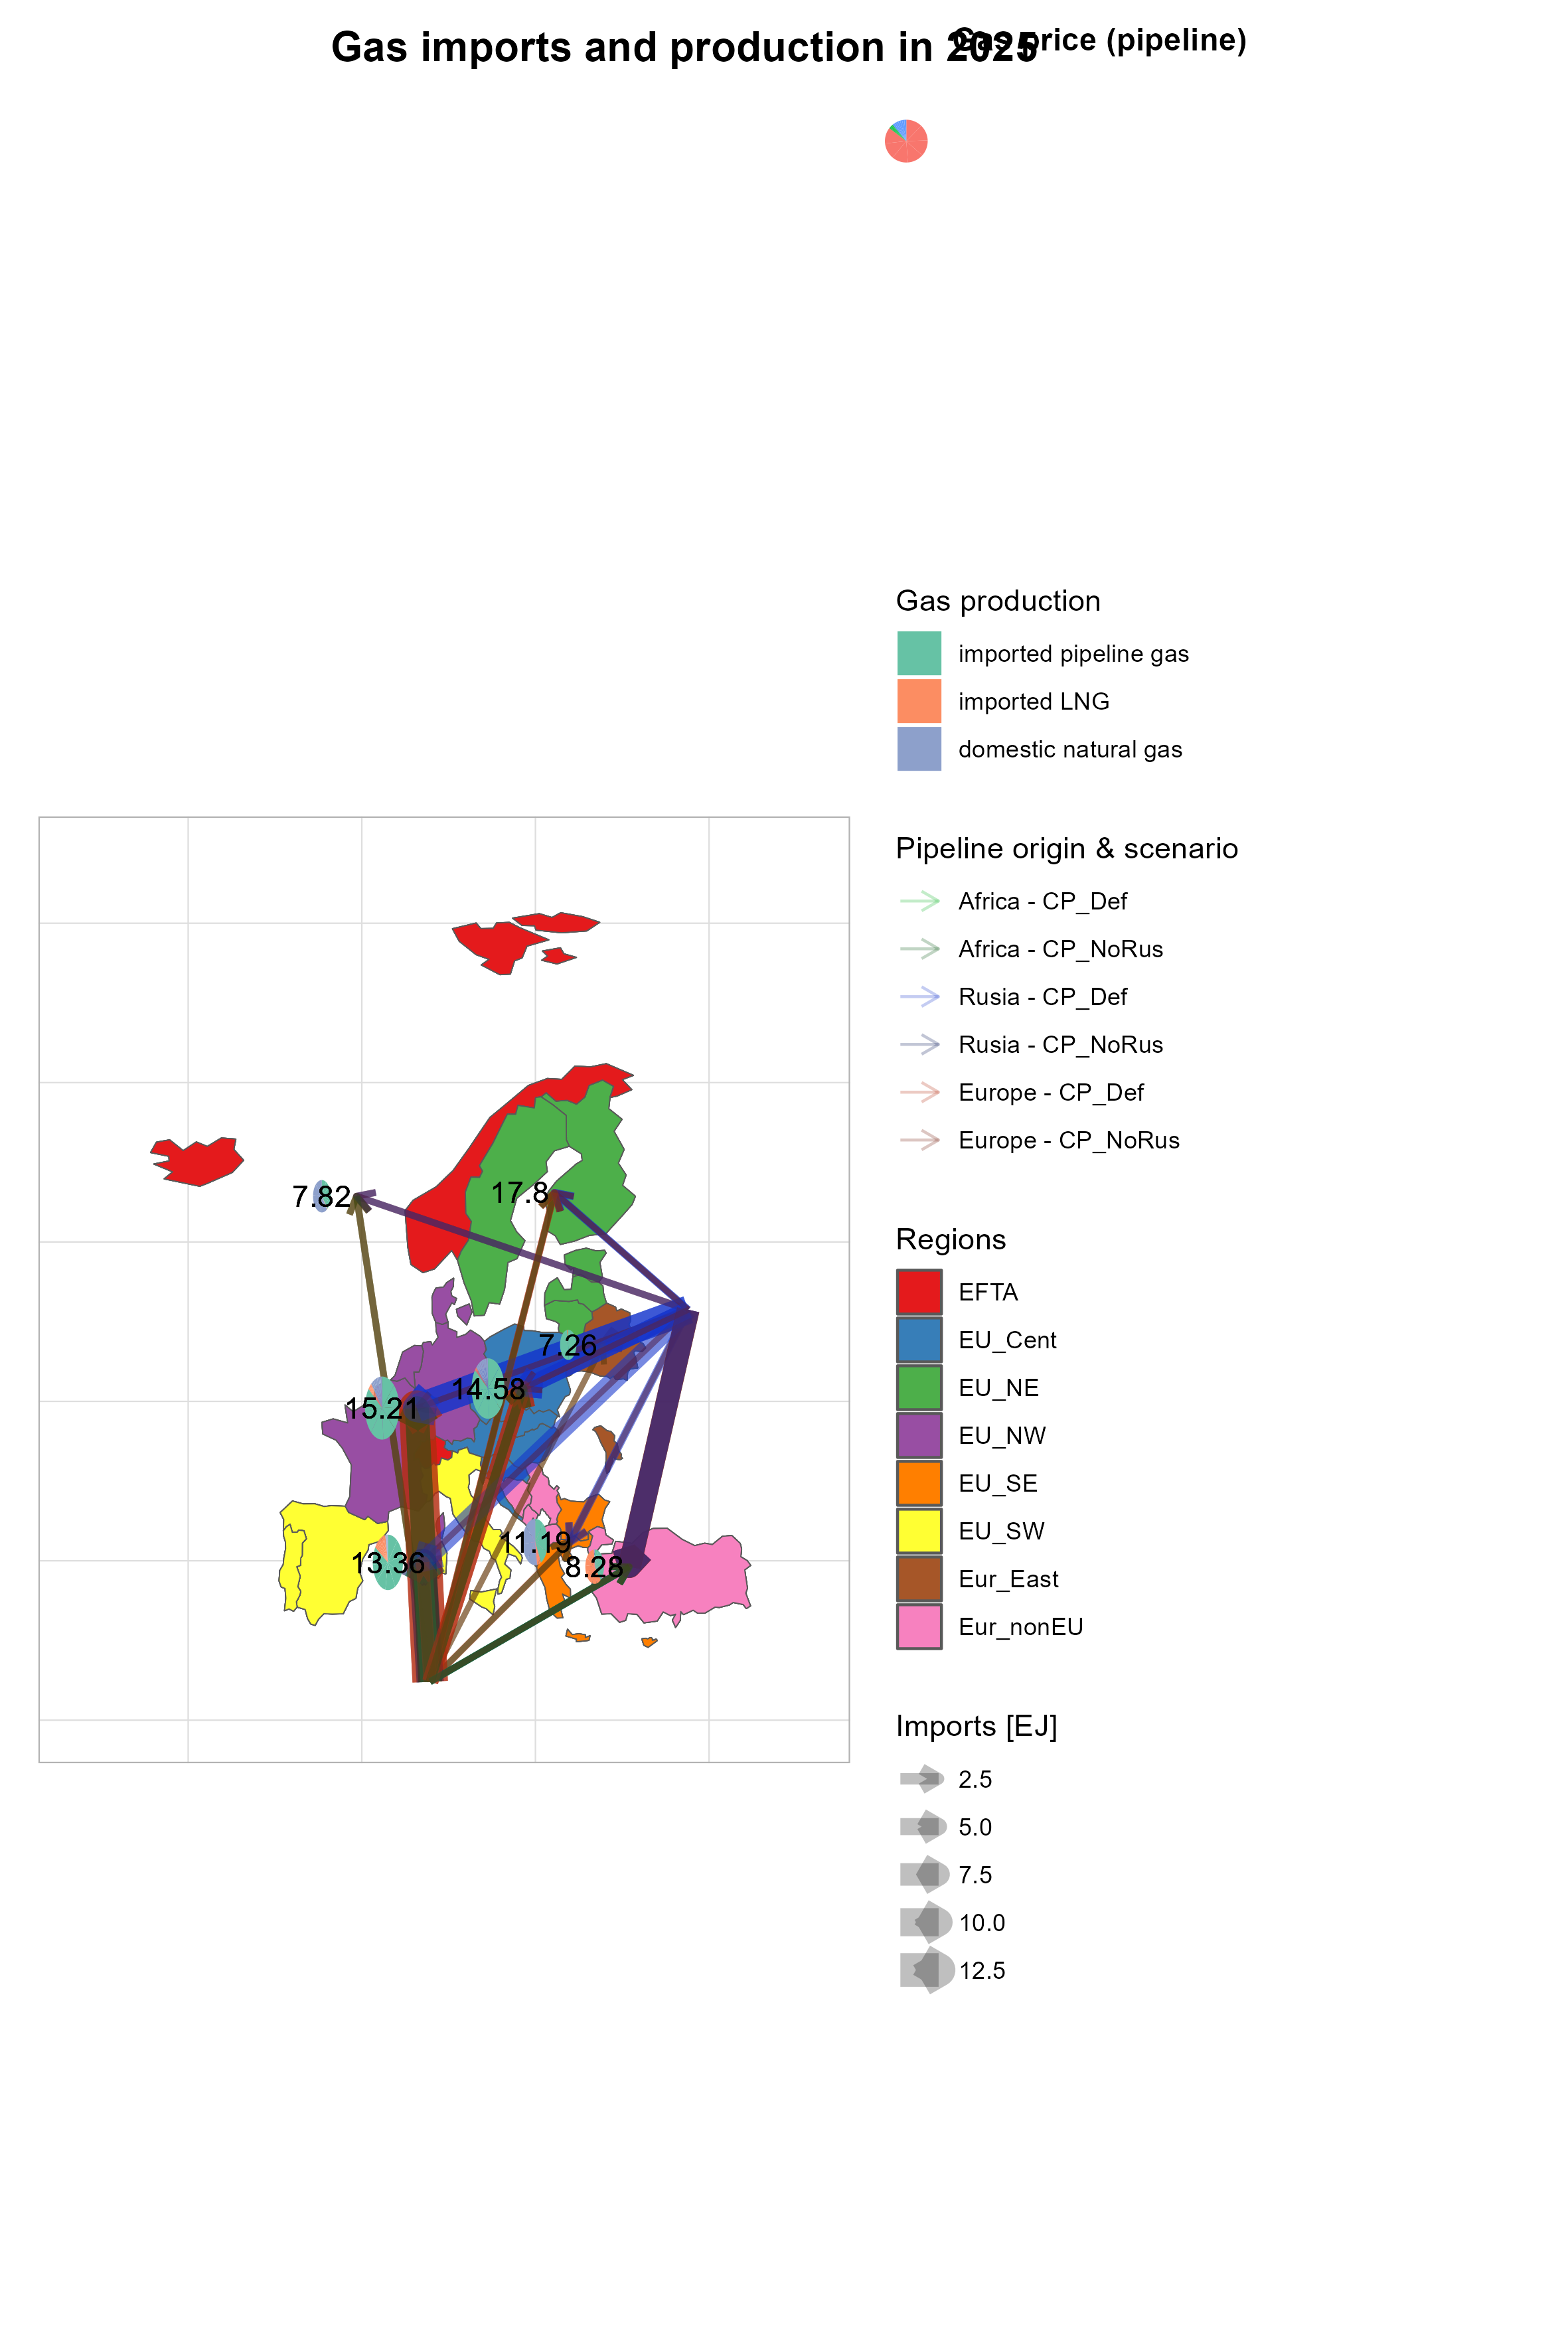 Gas imports and production in 2025
Gas price (pipeline)
Gas production
imported pipeline gas
imported LNG
domestic natural gas
Pipeline origin & scenario
Africa - CP_Def
Africa - CP_NoRus
Rusia - CP_Def
Rusia - CP_NoRus
Europe - CP_Def
Europe - CP_NoRus
7.82
17.8
7.26
14.58
15.21
11.19
13.36
8.28
Regions
EFTA
EU_Cent
EU_NE
EU_NW
EU_SE
EU_SW
Eur_East
Eur_nonEU
Imports [EJ]
2.5
5.0
7.5
10.0
12.5